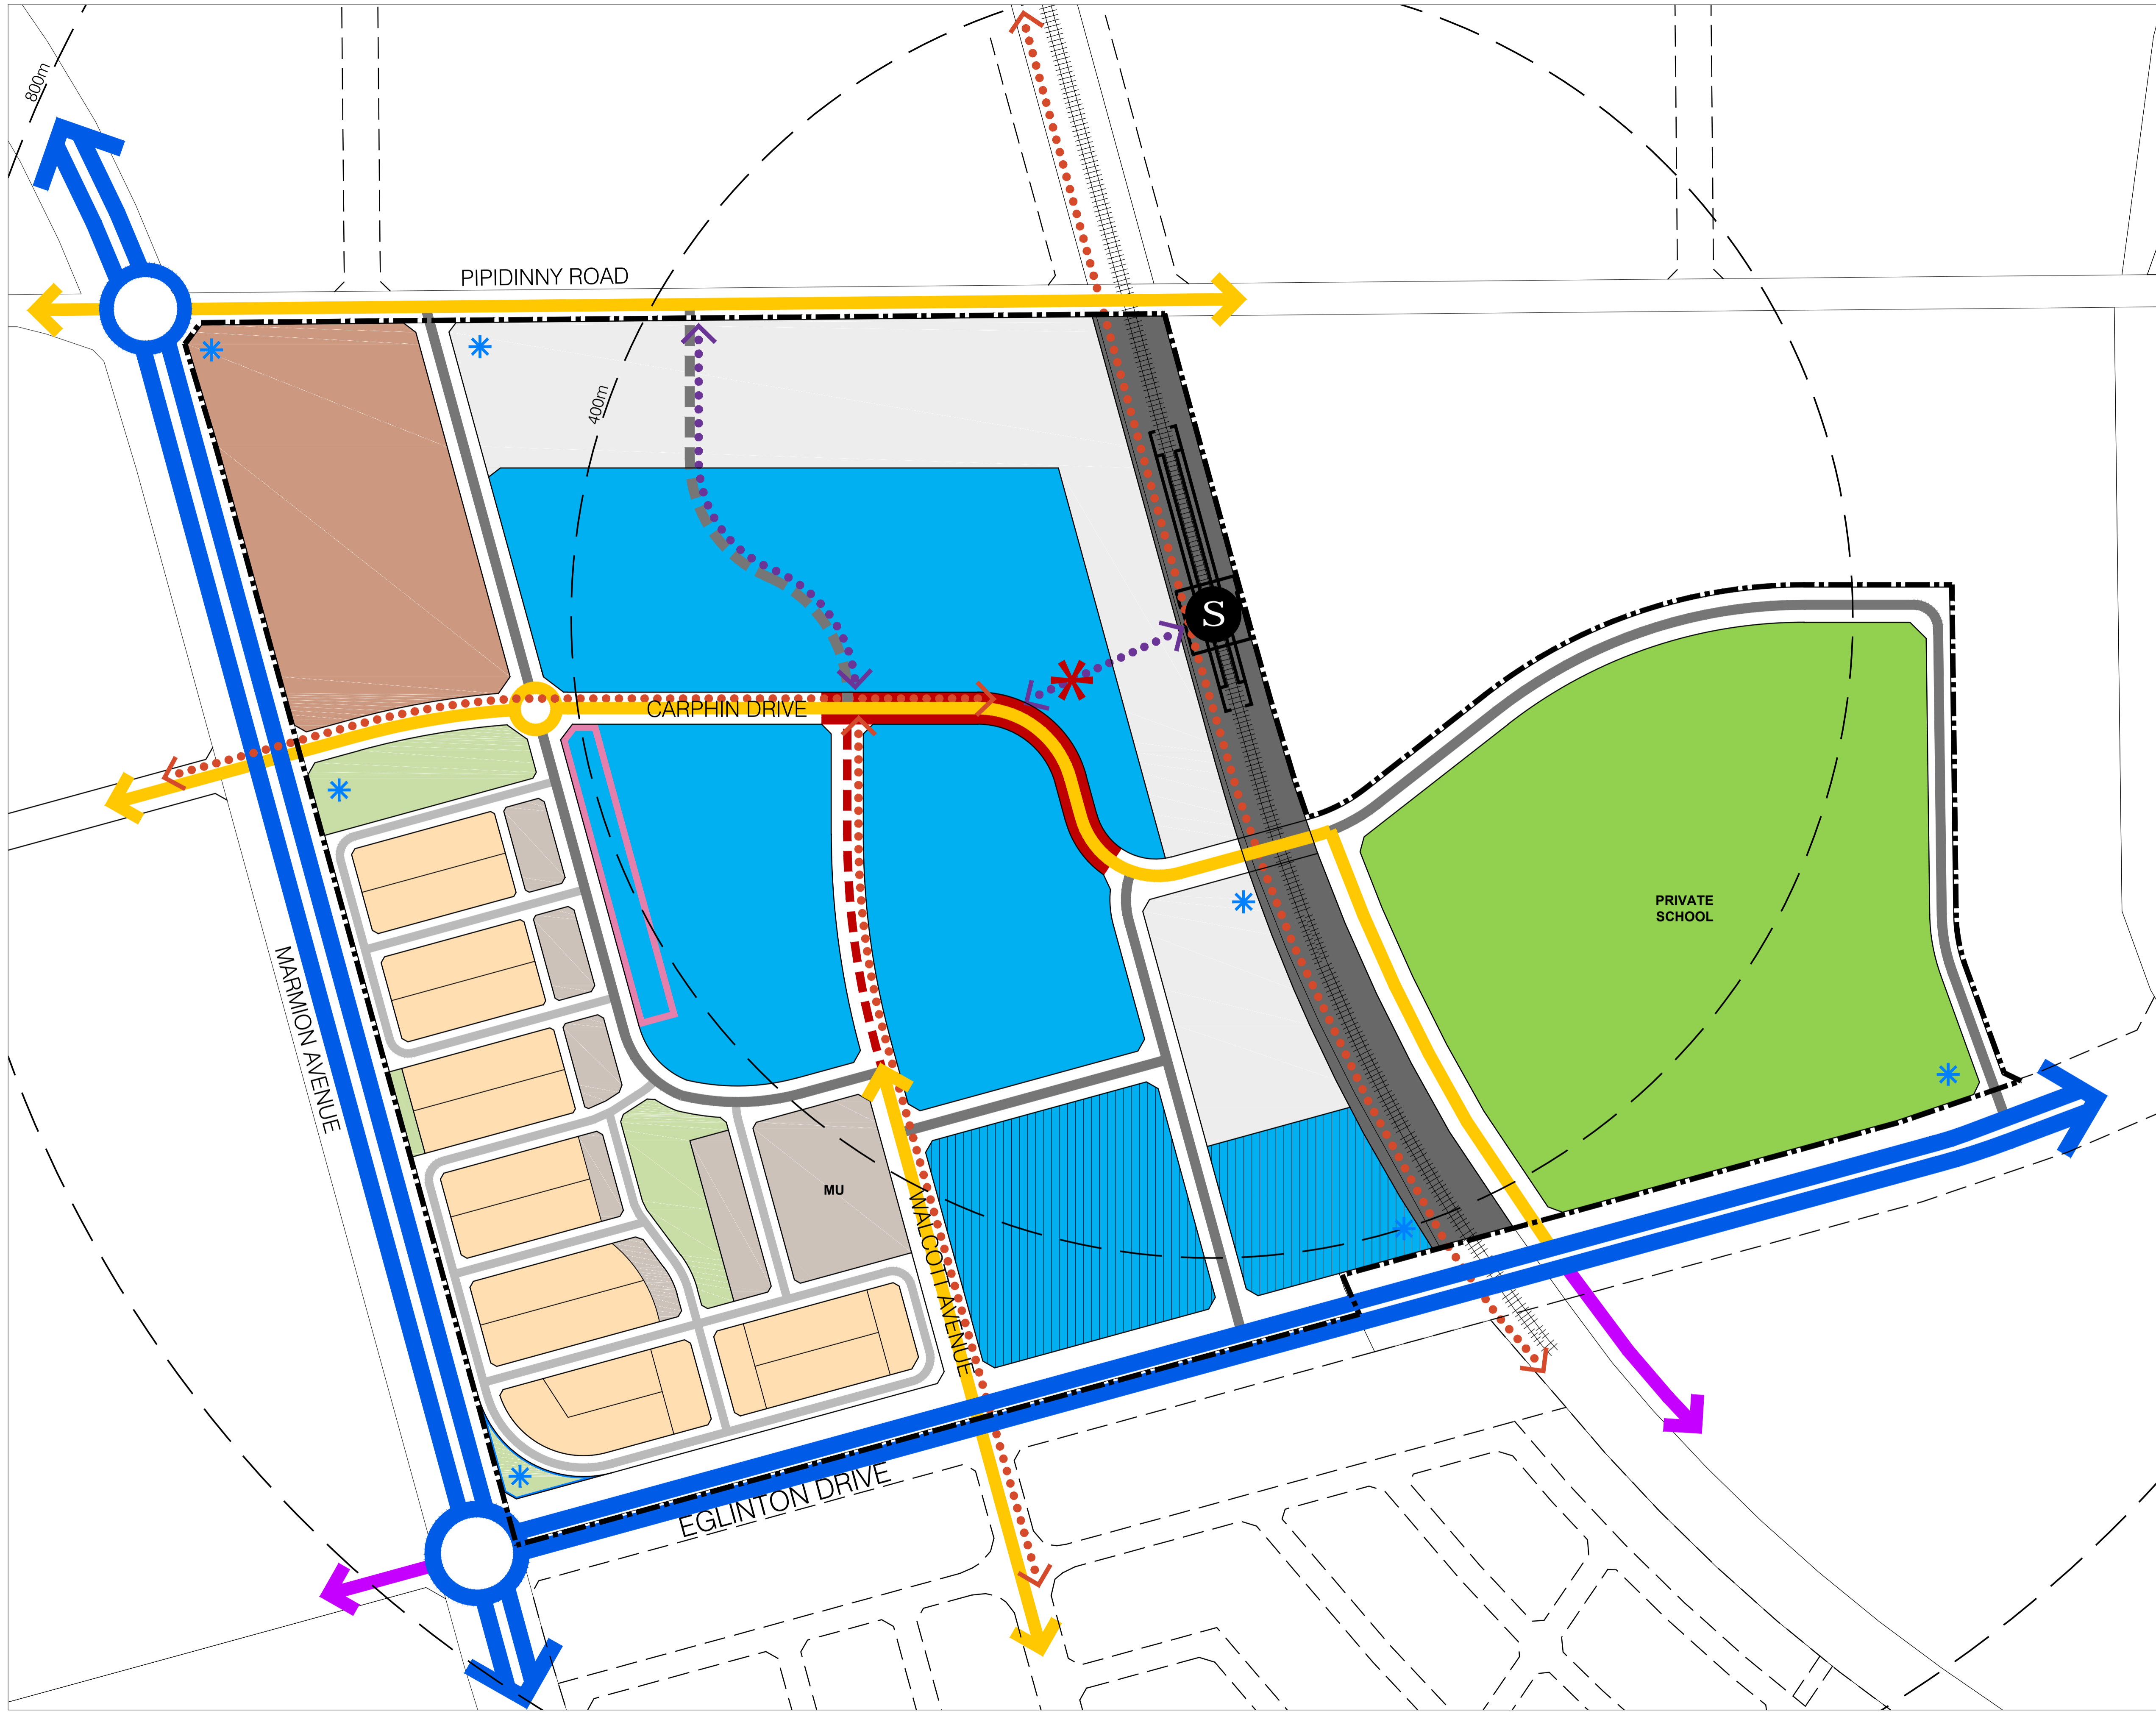 800m
PIPIDINNY ROAD
400m
S
CARPHIN DRIVE
PRIVATE
SCHOOL
MARMION AVENUE
MU
WALCOTT AVENUE
EGLINTON DRIVE